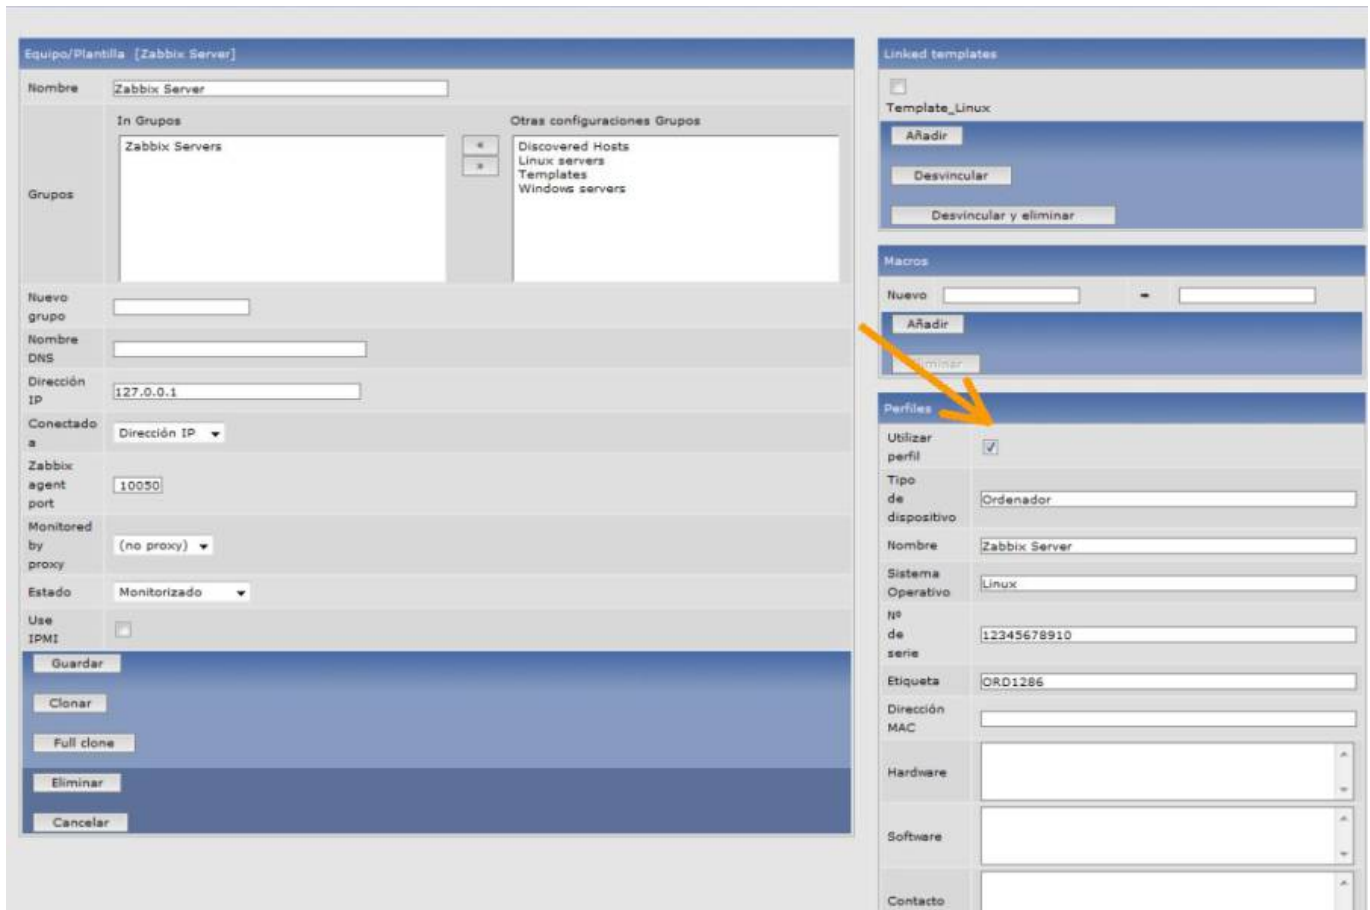 Equipo/Plantilla [Zabbix Server]
Nombre
Zabbix Server
Grupos
In Grupos
Zabbix Servers
«
»
Otras configuraciones Grupos
Discovered Hosts
Linux servers
Templates
Windows servers
Nuevo
grupo
Nombre
DNS
Dirección
IP
127.0.0.1
Conectado
a
Dirección IP
Zabbix
agent
port
10050
Monitored
by
proxy
(no proxy)
Estado
Monitorizado
Use
IPMI
Guardar
Clonar
Full clone
Eliminar
Cancelar
Linked templates
Template_Linux
Añadir
Desvincular
Desvincular y eliminar
Macros
Nuevo
Añadir
Perfiles
Utilizar
perfil
Tipo
de
dispositivo
Ordenador
Nombre
Zabbix Server
Sistema
Operativo
Linux
Nº
de
serie
12345678910
Etiqueta
ORD1286
Dirección
MAC
Hardware
Software
Contacto